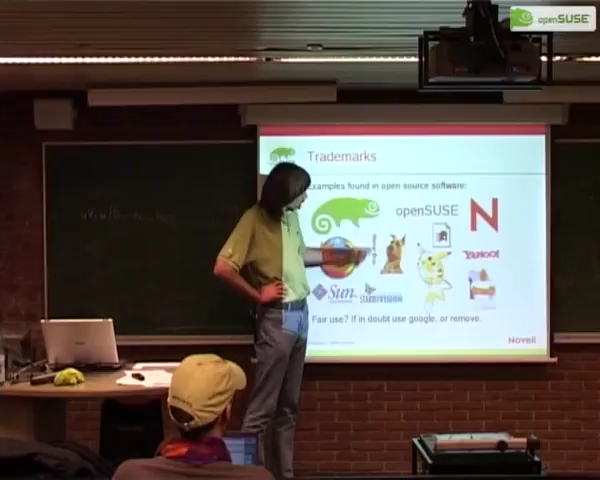 openSUSE
Trademarks
Examples found in open source software:
openSUSE
N
YAHOO!
Sun
SUBVERSION
Fair use? If in doubt use google, or remove.
Novell